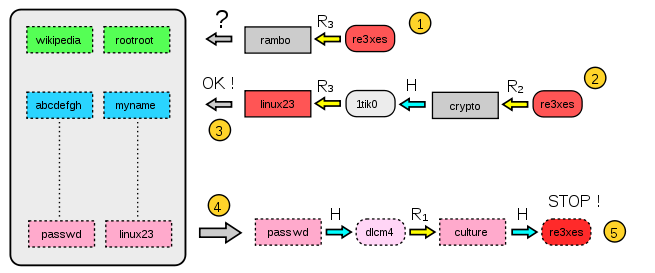 ? R₃ 1
wikipedia rootroot rambo re3xes
OK ! R₃ H R₂ 2
abcdefgh myname linux23 1tik0 crypto re3xes
3
4 H R₁ H STOP !
passwd linux23 passwd dlcm4 culture re3xes 5